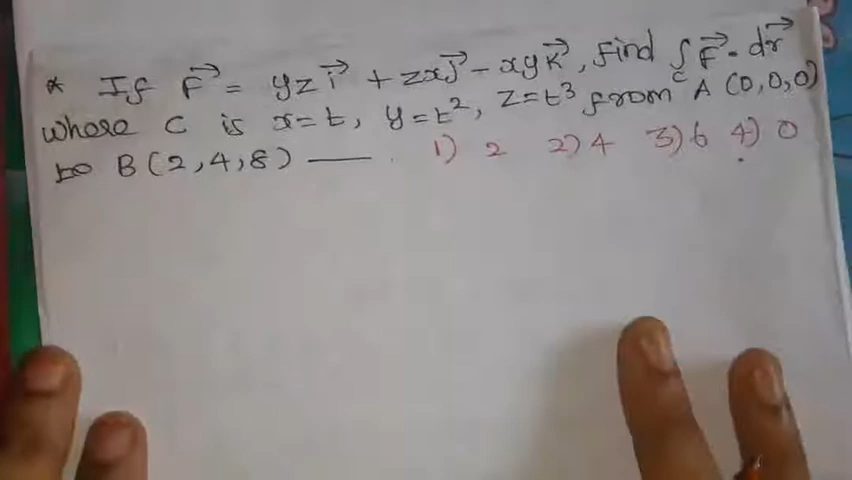 * If F⃗ = yz i⃗ + zx j⃗ - xy k⃗, find ∫_C F⃗ . dr⃗
where C is x=t, y=t², z=t³ from A (0,0,0)
to B(2,4,8) ——. 1) 2 2) 4 3) 6 4) 0